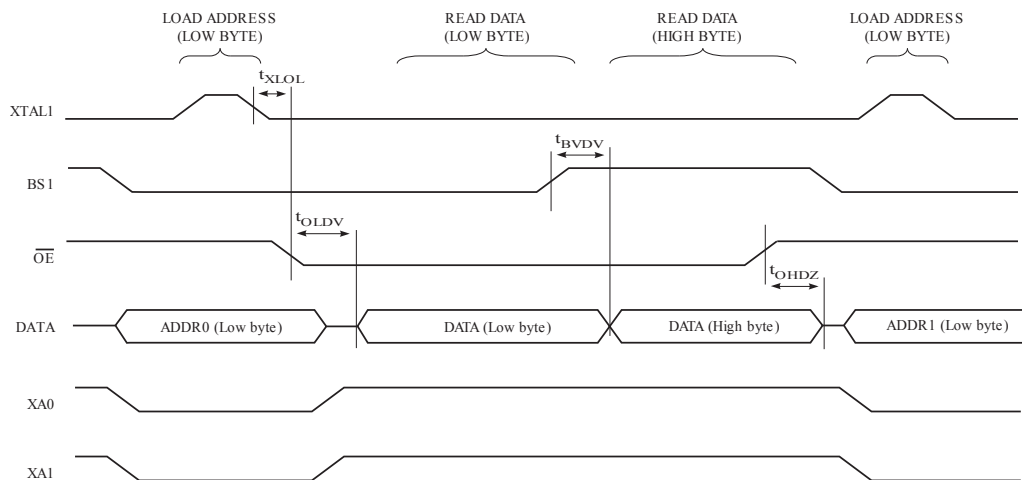 LOAD ADDRESS
(LOW BYTE)
READ DATA
(LOW BYTE)
READ DATA
(HIGH BYTE)
LOAD ADDRESS
(LOW BYTE)
tXLOL
XTAL1
tBVDV
BS1
tOLDV
OE
tOHDZ
DATA
ADDR0 (Low byte)
DATA (Low byte)
DATA (High byte)
ADDR1 (Low byte)
XA0
XA1